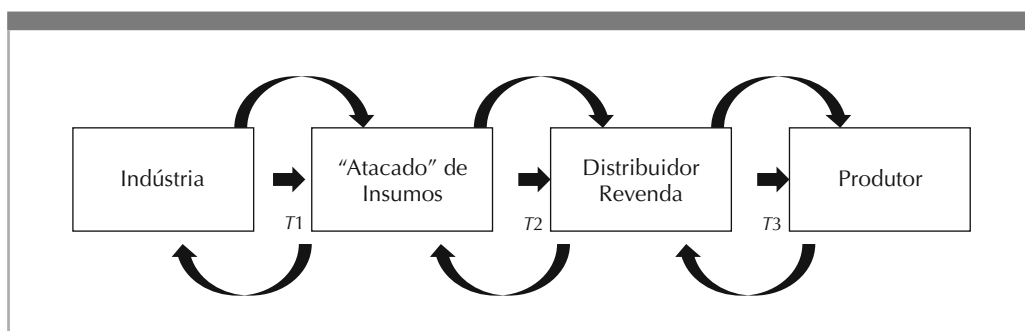 Indústria
“Atacado” de
Insumos
Distribuidor
Revenda
Produtor
T1
T2
T3